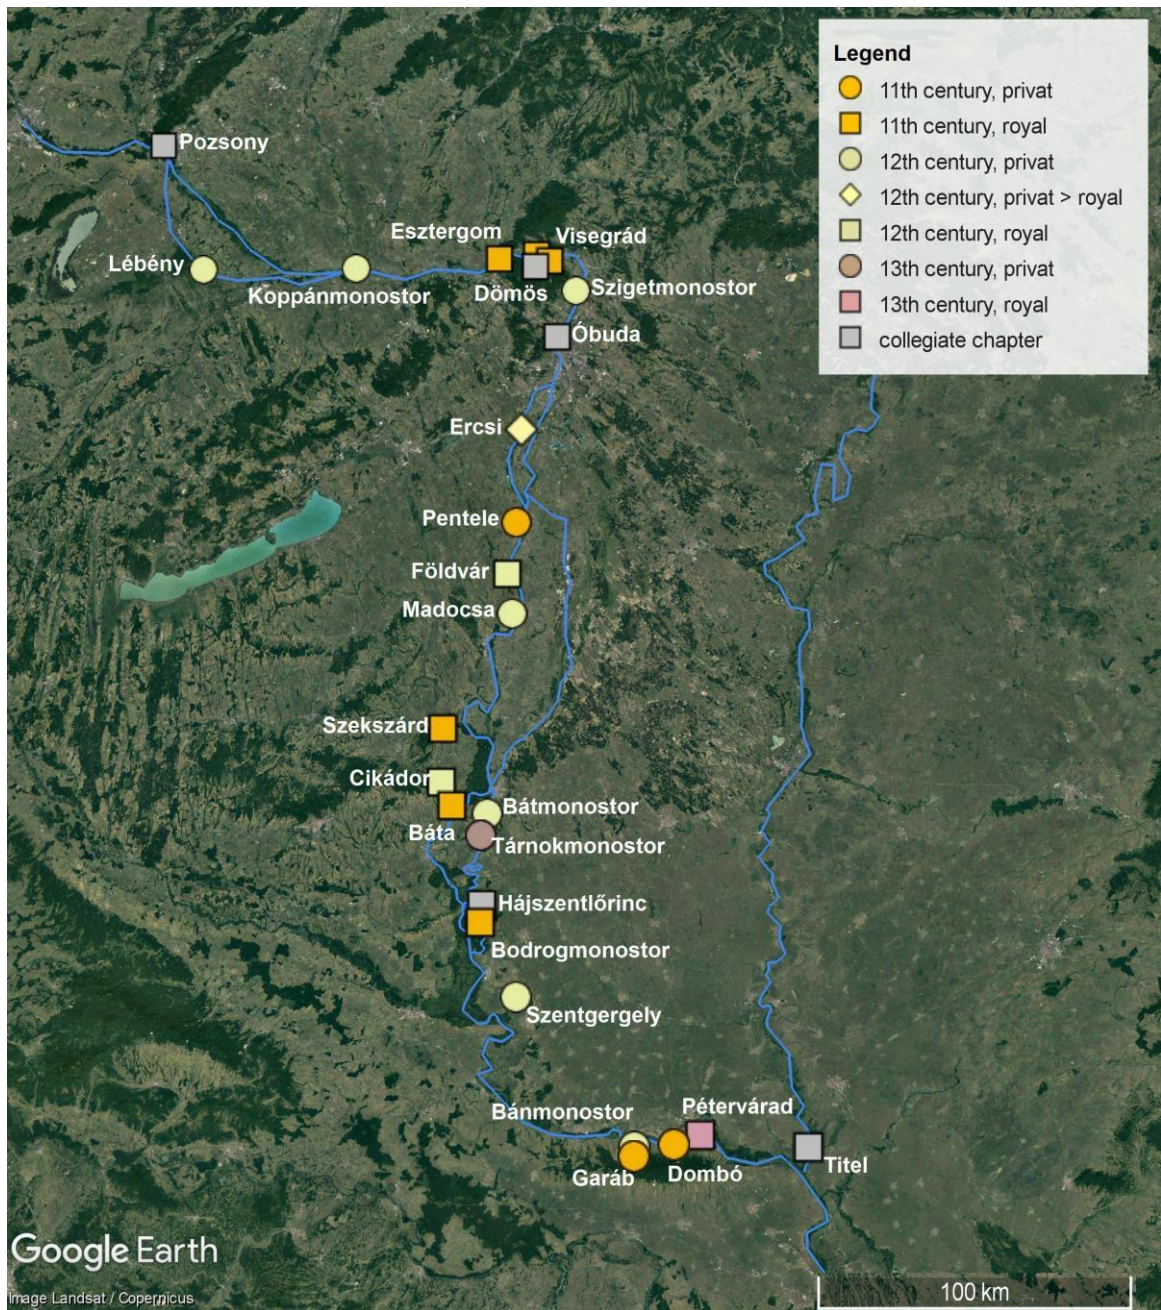 Legend
11th century, privat
11th century, royal
12th century, privat
12th century, privat > royal
12th century, royal
13th century, privat
13th century, royal
collegiate chapter
Pozsony
Esztergom
Visegrád
Lébény
Koppánmonostor
Dömös
Szigetmonostor
Óbuda
Ercsi
Pentele
Földvár
Madocsa
Szekszárd
Cikádor
Bátmonostor
Báta
Tárnokmonostor
Hájszentlőrinc
Bodrogmonostor
Szentgergely
Bánmonostor
Pétervárad
Garáb
Dombó
Titel
Google Earth
Image Landsat / Copernicus
100 km